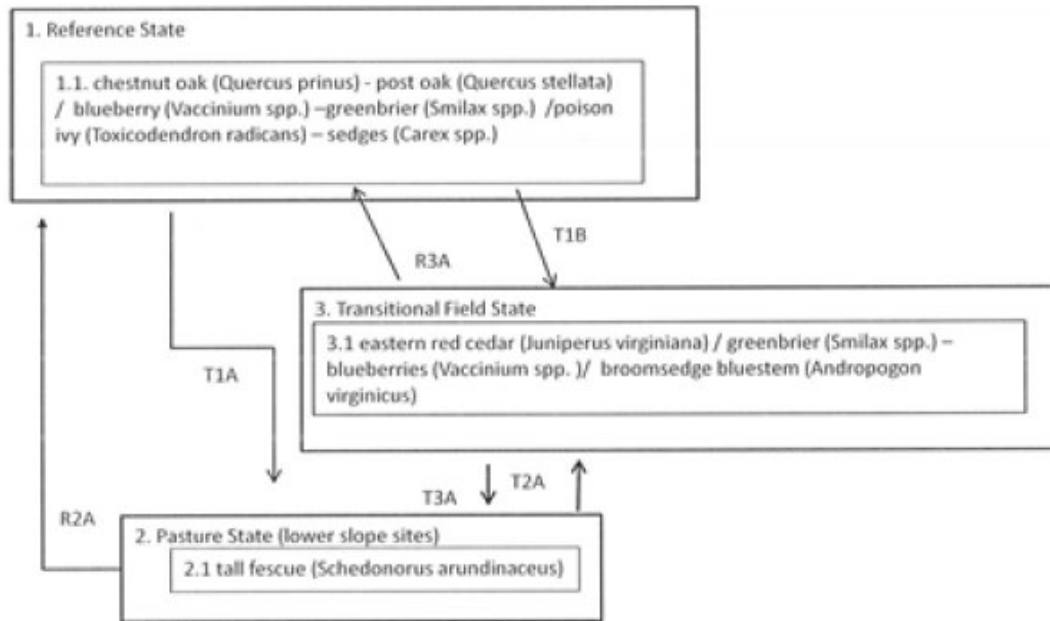 1. Reference State
1.1. chestnut oak (Quercus prinus) - post oak (Quercus stellata)
/ blueberry (Vaccinium spp.) –greenbrier (Smilax spp.) /poison
ivy (Toxicodendron radicans) – sedges (Carex spp.)
T1B
R3A
3. Transitional Field State
3.1 eastern red cedar (Juniperus virginiana) / greenbrier (Smilax spp.) –
blueberries (Vaccinium spp. )/ broomsedge bluestem (Andropogon
virginicus)
T1A
T2A
T3A
R2A
2. Pasture State (lower slope sites)
2.1 tall fescue (Schedonorus arundinaceus)